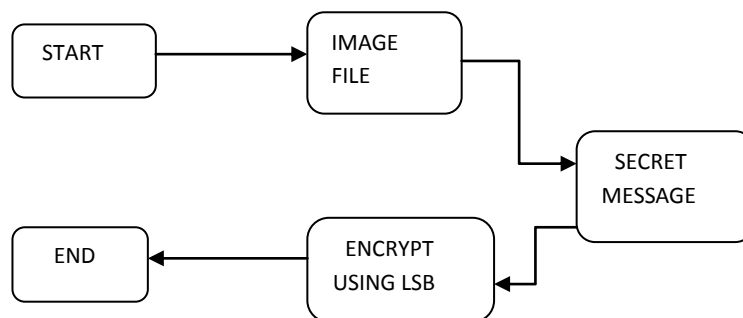 START
IMAGE
FILE
SECRET
MESSAGE
ENCRYPT
USING LSB
END